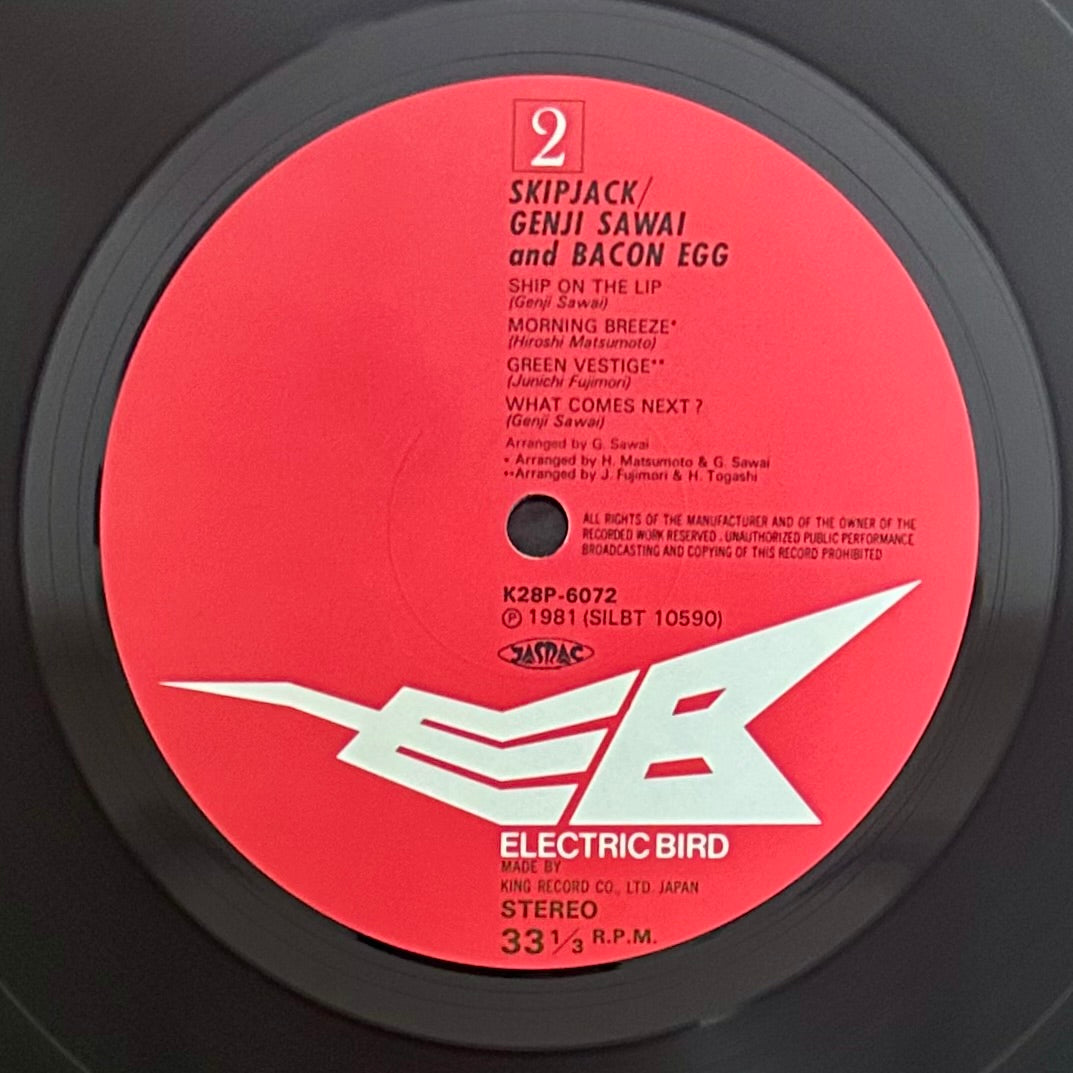 2
SKIPJACK/
GENJI SAWAI
and BACON EGG
SHIP ON THE LIP
(Genji Sawai)
MORNING BREEZE*
(Hiroshi Matsumoto)
GREEN VESTIGE**
(Junichi Fujimori)
WHAT COMES NEXT?
(Genji Sawai)
Arranged by G. Sawai
* Arranged by H. Matsumoto & G. Sawai
**Arranged by J. Fujimori & H. Togashi
ALL RIGHTS OF THE MANUFACTURER AND OF THE OWNER OF THE
RECORDED WORK RESERVED. UNAUTHORIZED PUBLIC PERFORMANCE
BROADCASTING AND COPYING OF THIS RECORD PROHIBITED
K28P-6072
℗ 1981 (SILBT 10590)
JASRAC
EB
ELECTRIC BIRD
MADE BY
KING RECORD CO., LTD. JAPAN
STEREO
33 1/3 R.P.M.